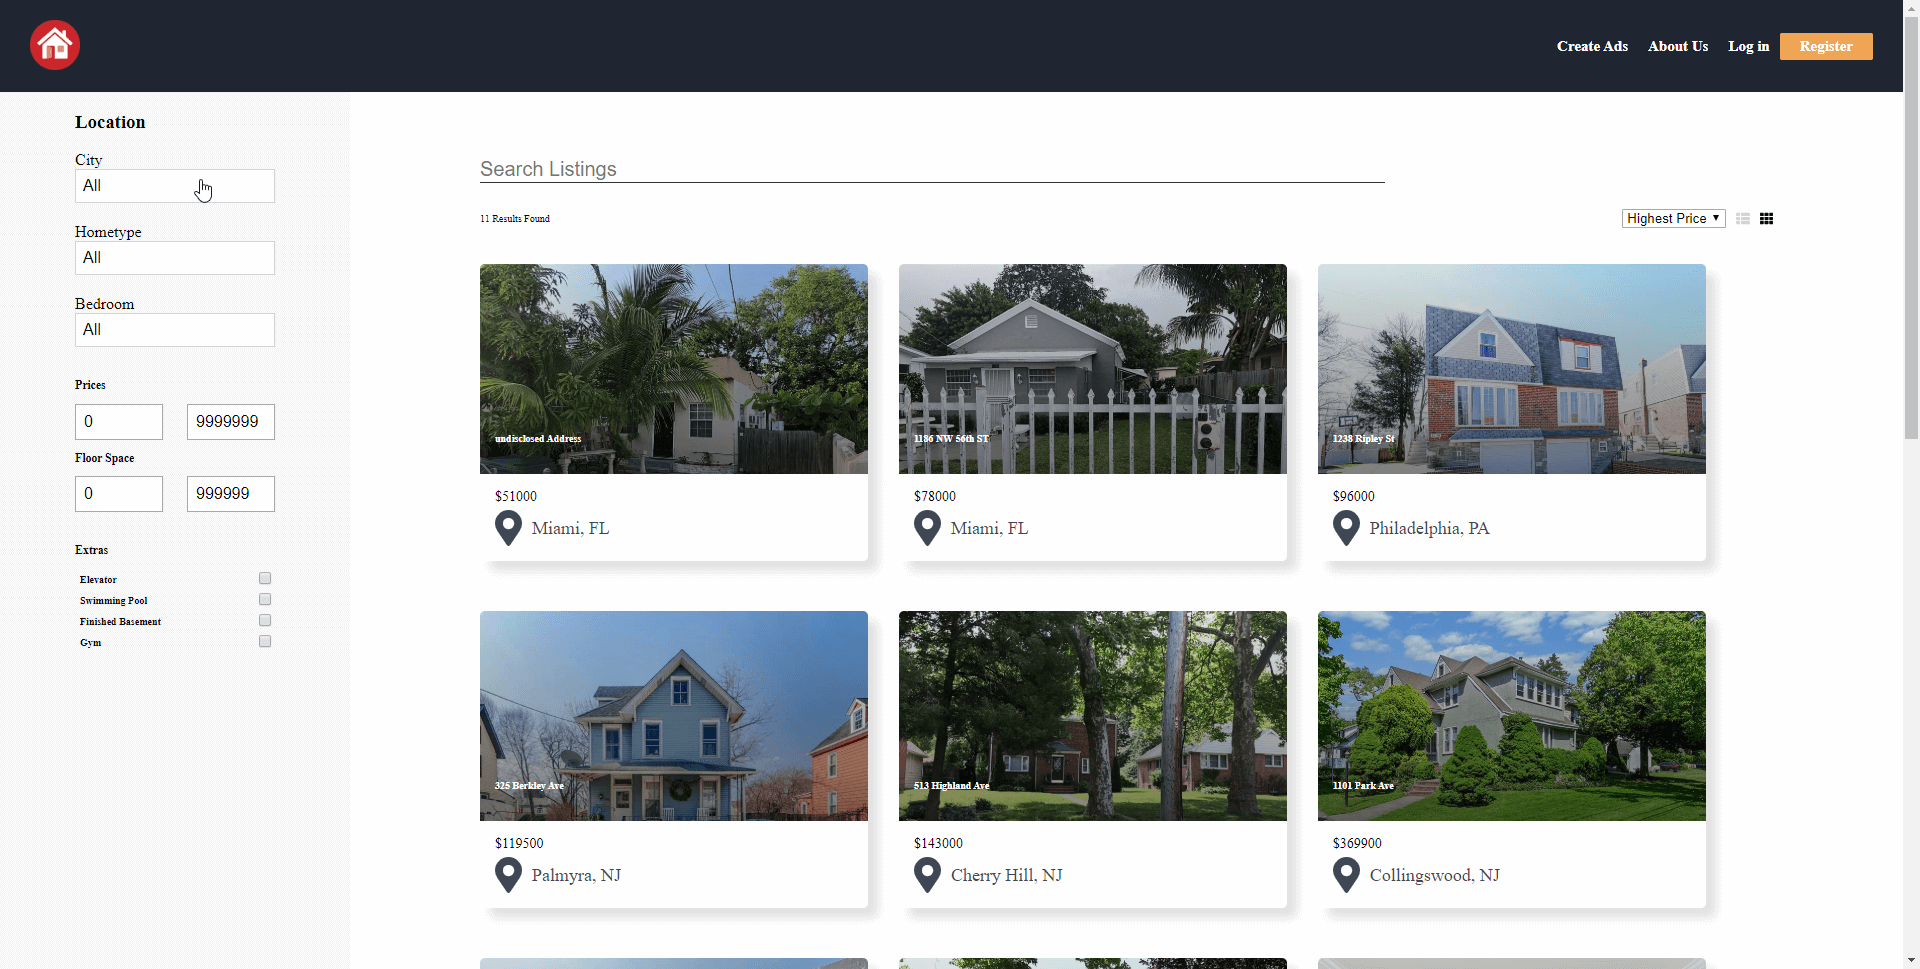 Create Ads About Us Log in Register
Location
City
All
Hometype
All
Bedroom
All
Prices
0 9999999
Floor Space
0 999999
Extras
Elevator
Swimming Pool
Finished Basement
Gym
Search Listings
11 Results Found
Highest Price
undisclosed Address
$51000
Miami, FL
1186 NW 56th ST
$78000
Miami, FL
1238 Ripley St
$96000
Philadelphia, PA
325 Berkley Ave
$119500
Palmyra, NJ
513 Highland Ave
$143000
Cherry Hill, NJ
1101 Park Ave
$369900
Collingswood, NJ